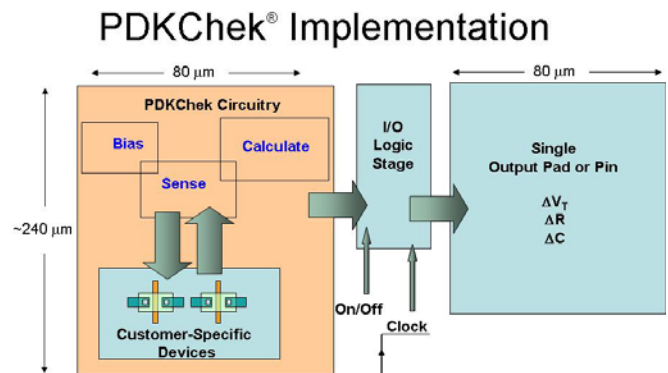 PDKChek® Implementation
80 µm
80 µm
PDKChek Circuitry
Bias
Calculate
Sense
~240 µm
Customer-Specific
Devices
I/O
Logic
Stage
On/Off
Clock
Single
Output Pad or Pin
ΔVT
ΔR
ΔC